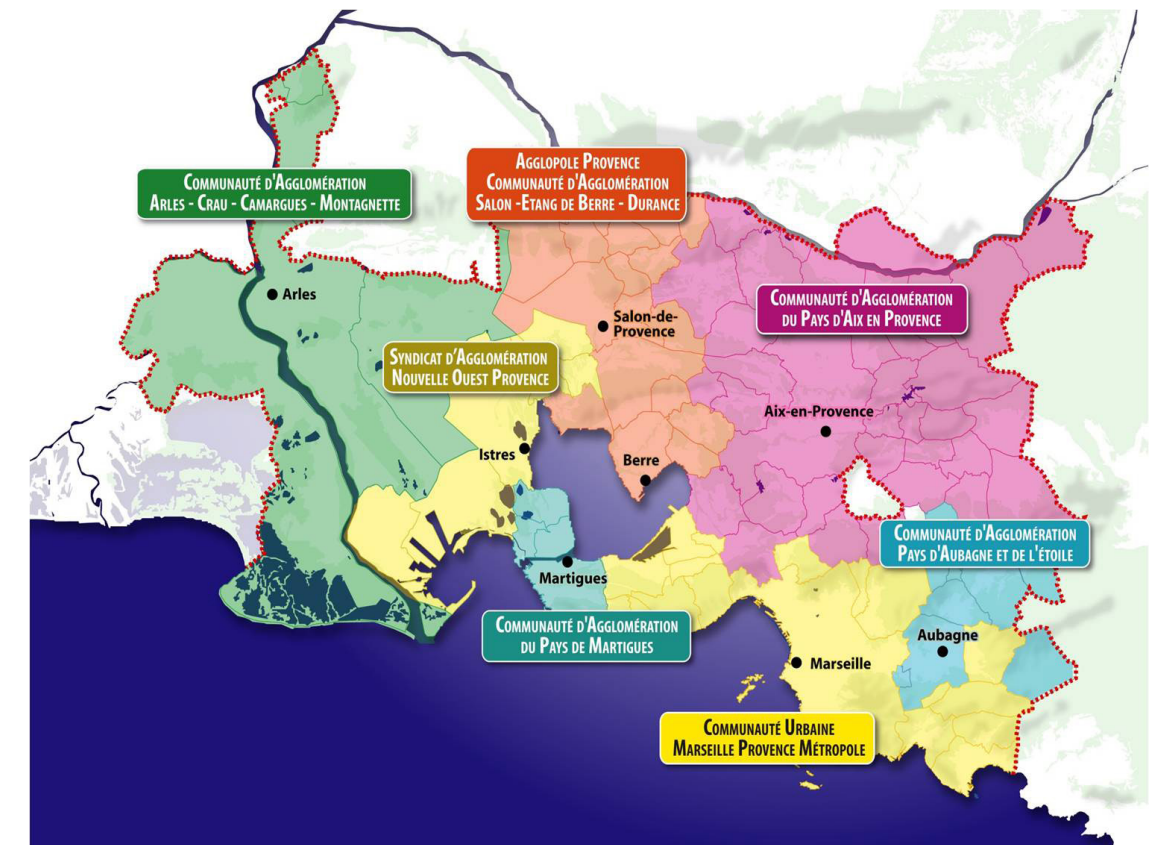 Agglopole Provence
Communauté d'Agglomération
Salon -Etang de Berre - Durance
Communauté d'Agglomération
Arles - Crau - Camargues - Montagnette
Communauté d'Agglomération
du Pays d'Aix en Provence
Arles
Salon-de-
Provence
Syndicat d'Agglomération
Nouvelle Ouest Provence
Aix-en-Provence
Istres
Berre
Communauté d'Agglomération
Pays d'Aubagne et de l'étoile
Martigues
Communauté d'Agglomération
du Pays de Martigues
Aubagne
Marseille
Communauté Urbaine
Marseille Provence Métropole